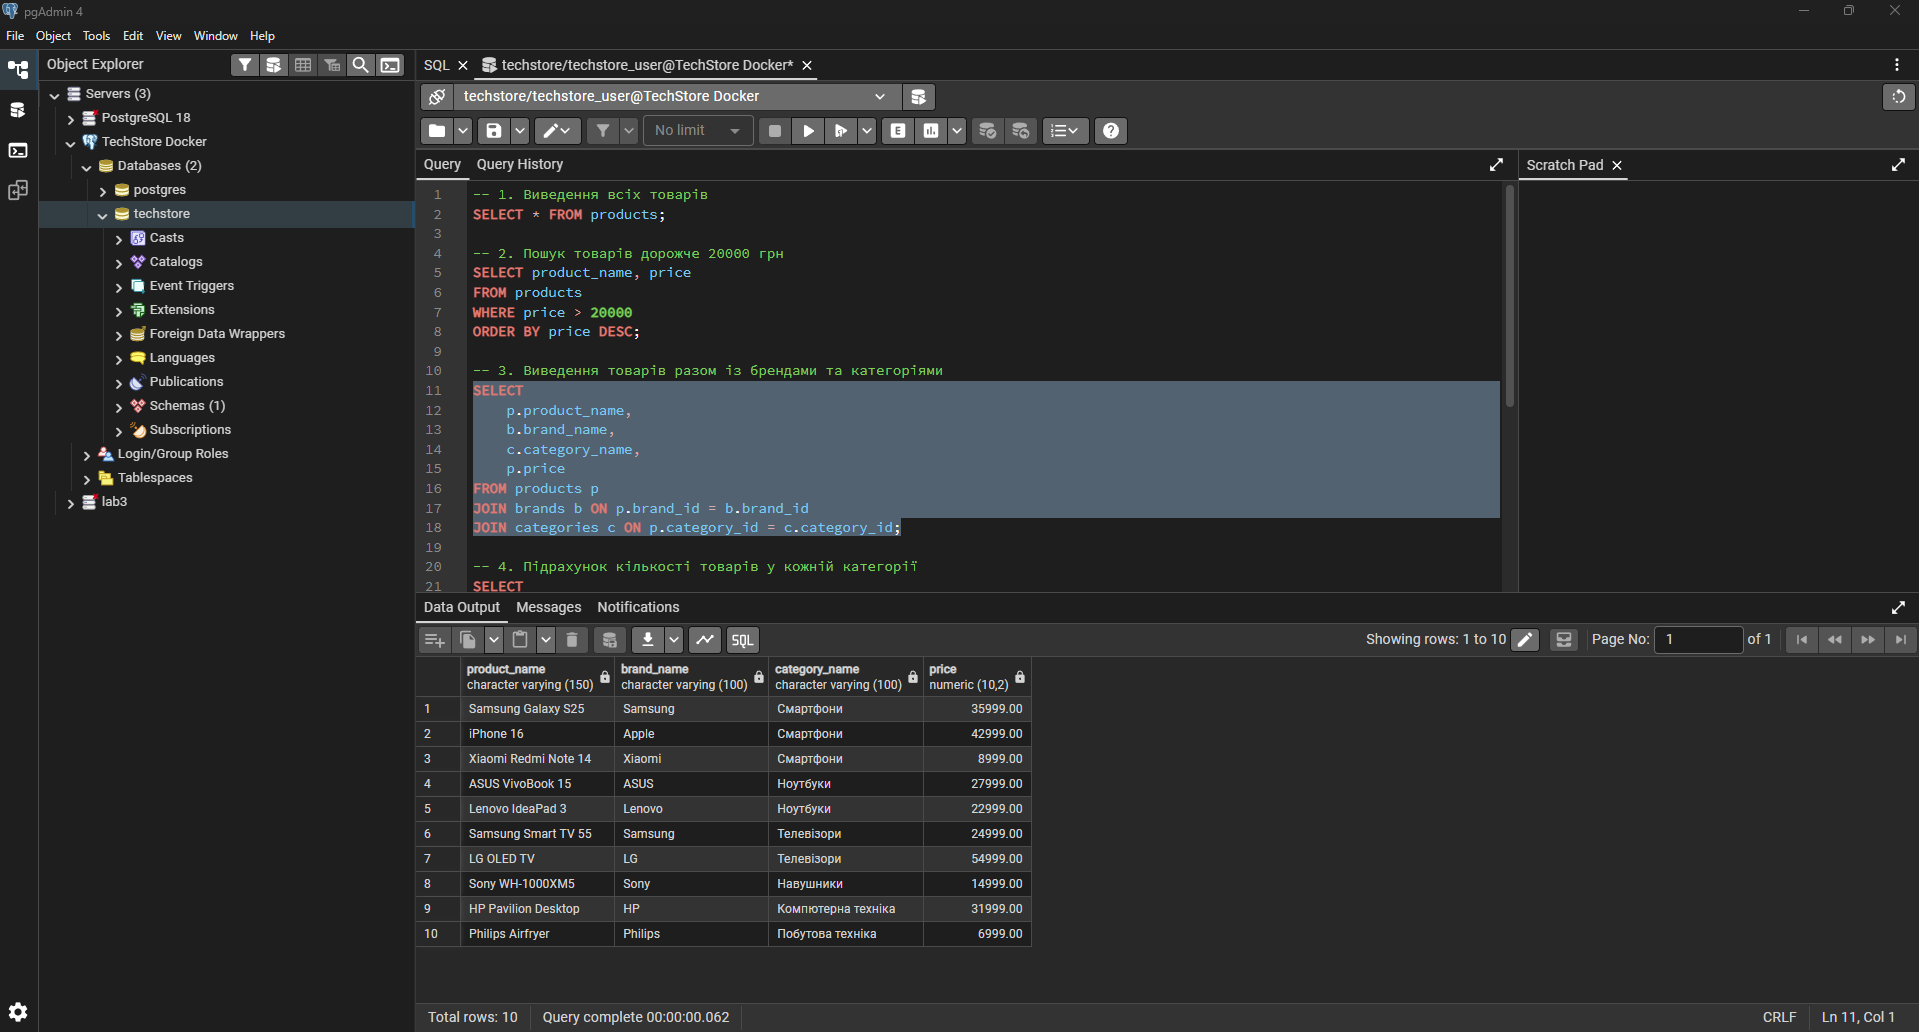 pgAdmin 4
File Object Tools Edit View Window Help
Object Explorer
Servers (3)
PostgreSQL 18
TechStore Docker
Databases (2)
postgres
techstore
Casts
Catalogs
Event Triggers
Extensions
Foreign Data Wrappers
Languages
Publications
Schemas (1)
Subscriptions
Login/Group Roles
Tablespaces
lab3
SQL techstore/techstore_user@TechStore Docker*
techstore/techstore_user@TechStore Docker
No limit E
Query Query History
Scratch Pad
1 -- 1. Виведення всіх товарів
2 SELECT * FROM products;
3
4 -- 2. Пошук товарів дорожче 20000 грн
5 SELECT product_name, price
6 FROM products
7 WHERE price > 20000
8 ORDER BY price DESC;
9
10 -- 3. Виведення товарів разом із брендами та категоріями
11 SELECT
12 p.product_name,
13 b.brand_name,
14 c.category_name,
15 p.price
16 FROM products p
17 JOIN brands b ON p.brand_id = b.brand_id
18 JOIN categories c ON p.category_id = c.category_id;
19
20 -- 4. Підрахунок кількості товарів у кожній категорії
21 SELECT
Data Output Messages Notifications
SQL Showing rows: 1 to 10 Page No: 1 of 1
product_name brand_name category_name price
character varying (150) character varying (100) character varying (100) numeric (10,2)
1 Samsung Galaxy S25 Samsung Смартфони 35999.00
2 iPhone 16 Apple Смартфони 42999.00
3 Xiaomi Redmi Note 14 Xiaomi Смартфони 8999.00
4 ASUS VivoBook 15 ASUS Ноутбуки 27999.00
5 Lenovo IdeaPad 3 Lenovo Ноутбуки 22999.00
6 Samsung Smart TV 55 Samsung Телевізори 24999.00
7 LG OLED TV LG Телевізори 54999.00
8 Sony WH-1000XM5 Sony Навушники 14999.00
9 HP Pavilion Desktop HP Компютерна техніка 31999.00
10 Philips Airfryer Philips Побутова техніка 6999.00
Total rows: 10 Query complete 00:00:00.062 CRLF Ln 11, Col 1